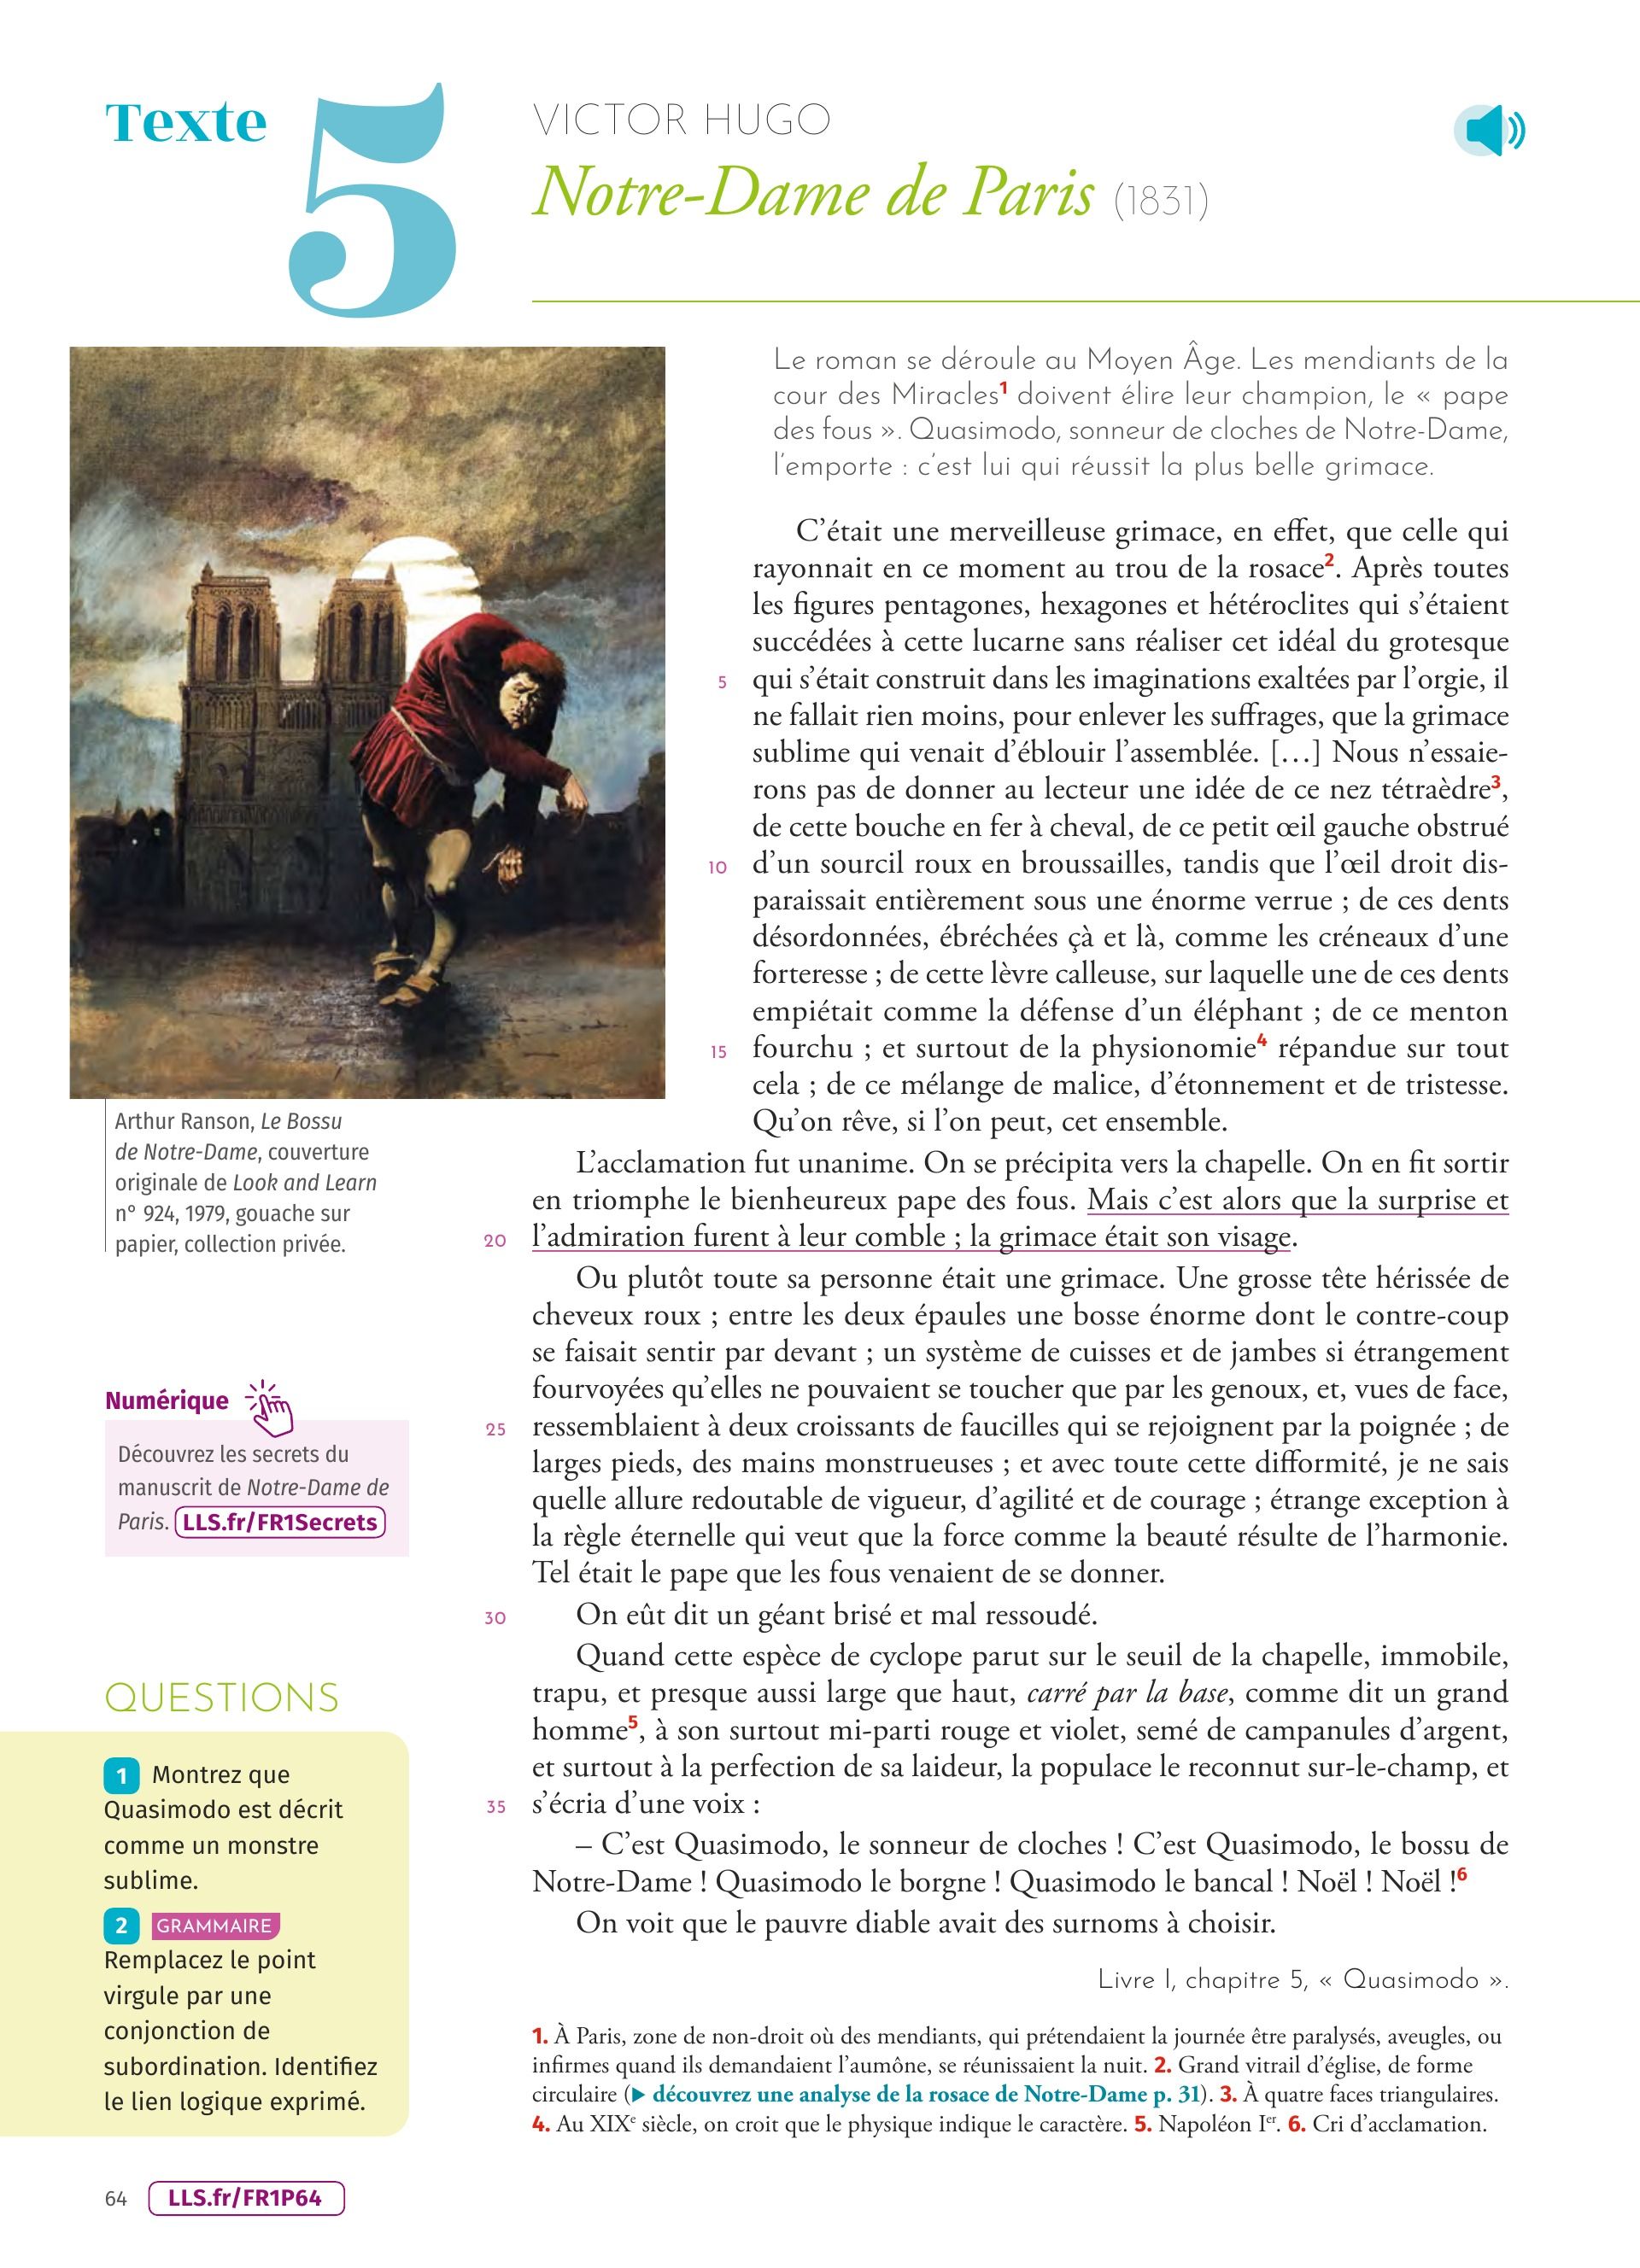 Texte 5
VICTOR HUGO
Notre-Dame de Paris (1831)
Le roman se déroule au Moyen Âge. Les mendiants de la
cour des Miracles1 doivent élire leur champion, le « pape
des fous ». Quasimodo, sonneur de cloches de Notre-Dame,
l'emporte : c'est lui qui réussit la plus belle grimace.
C'était une merveilleuse grimace, en effet, que celle qui
rayonnait en ce moment au trou de la rosace2. Après toutes
les figures pentagones, hexagones et hétéroclites qui s'étaient
succédées à cette lucarne sans réaliser cet idéal du grotesque
5 qui s'était construit dans les imaginations exaltées par l'orgie, il
ne fallait rien moins, pour enlever les suffrages, que la grimace
sublime qui venait d'éblouir l'assemblée. […] Nous n'essaie-
rons pas de donner au lecteur une idée de ce nez tétraèdre3,
de cette bouche en fer à cheval, de ce petit œil gauche obstrué
10 d'un sourcil roux en broussailles, tandis que l'œil droit dis-
paraissait entièrement sous une énorme verrue ; de ces dents
désordonnées, ébréchées çà et là, comme les créneaux d'une
forteresse ; de cette lèvre calleuse, sur laquelle une de ces dents
empiétait comme la défense d'un éléphant ; de ce menton
15 fourchu ; et surtout de la physionomie4 répandue sur tout
cela ; de ce mélange de malice, d'étonnement et de tristesse.
Qu'on rêve, si l'on peut, cet ensemble.
L'acclamation fut unanime. On se précipita vers la chapelle. On en fit sortir
en triomphe le bienheureux pape des fous. Mais c'est alors que la surprise et
20 l'admiration furent à leur comble ; la grimace était son visage.
Ou plutôt toute sa personne était une grimace. Une grosse tête hérissée de
cheveux roux ; entre les deux épaules une bosse énorme dont le contre-coup
se faisait sentir par devant ; un système de cuisses et de jambes si étrangement
fourvoyées qu'elles ne pouvaient se toucher que par les genoux, et, vues de face,
25 ressemblaient à deux croissants de faucilles qui se rejoignent par la poignée ; de
larges pieds, des mains monstrueuses ; et avec toute cette difformité, je ne sais
quelle allure redoutable de vigueur, d'agilité et de courage ; étrange exception à
la règle éternelle qui veut que la force comme la beauté résulte de l'harmonie.
Tel était le pape que les fous venaient de se donner.
30 On eût dit un géant brisé et mal ressoudé.
Quand cette espèce de cyclope parut sur le seuil de la chapelle, immobile,
trapu, et presque aussi large que haut, carré par la base, comme dit un grand
homme5, à son surtout mi-parti rouge et violet, semé de campanules d'argent,
et surtout à la perfection de sa laideur, la populace le reconnut sur-le-champ, et
35 s'écria d'une voix :
– C'est Quasimodo, le sonneur de cloches ! C'est Quasimodo, le bossu de
Notre-Dame ! Quasimodo le borgne ! Quasimodo le bancal ! Noël ! Noël !6
On voit que le pauvre diable avait des surnoms à choisir.
Livre I, chapitre 5, « Quasimodo ».
1. À Paris, zone de non-droit où des mendiants, qui prétendaient la journée être paralysés, aveugles, ou
infirmes quand ils demandaient l'aumône, se réunissaient la nuit. 2. Grand vitrail d'église, de forme
circulaire (▶ découvrez une analyse de la rosace de Notre-Dame p. 31). 3. À quatre faces triangulaires.
4. Au XIXe siècle, on croit que le physique indique le caractère. 5. Napoléon Ier. 6. Cri d'acclamation.
Arthur Ranson, Le Bossu
de Notre-Dame, couverture
originale de Look and Learn
n° 924, 1979, gouache sur
papier, collection privée.
Numérique
Découvrez les secrets du
manuscrit de Notre-Dame de
Paris. LLS.fr/FR1Secrets
QUESTIONS
1 Montrez que
Quasimodo est décrit
comme un monstre
sublime.
2 GRAMMAIRE
Remplacez le point
virgule par une
conjonction de
subordination. Identifiez
le lien logique exprimé.
64 LLS.fr/FR1P64